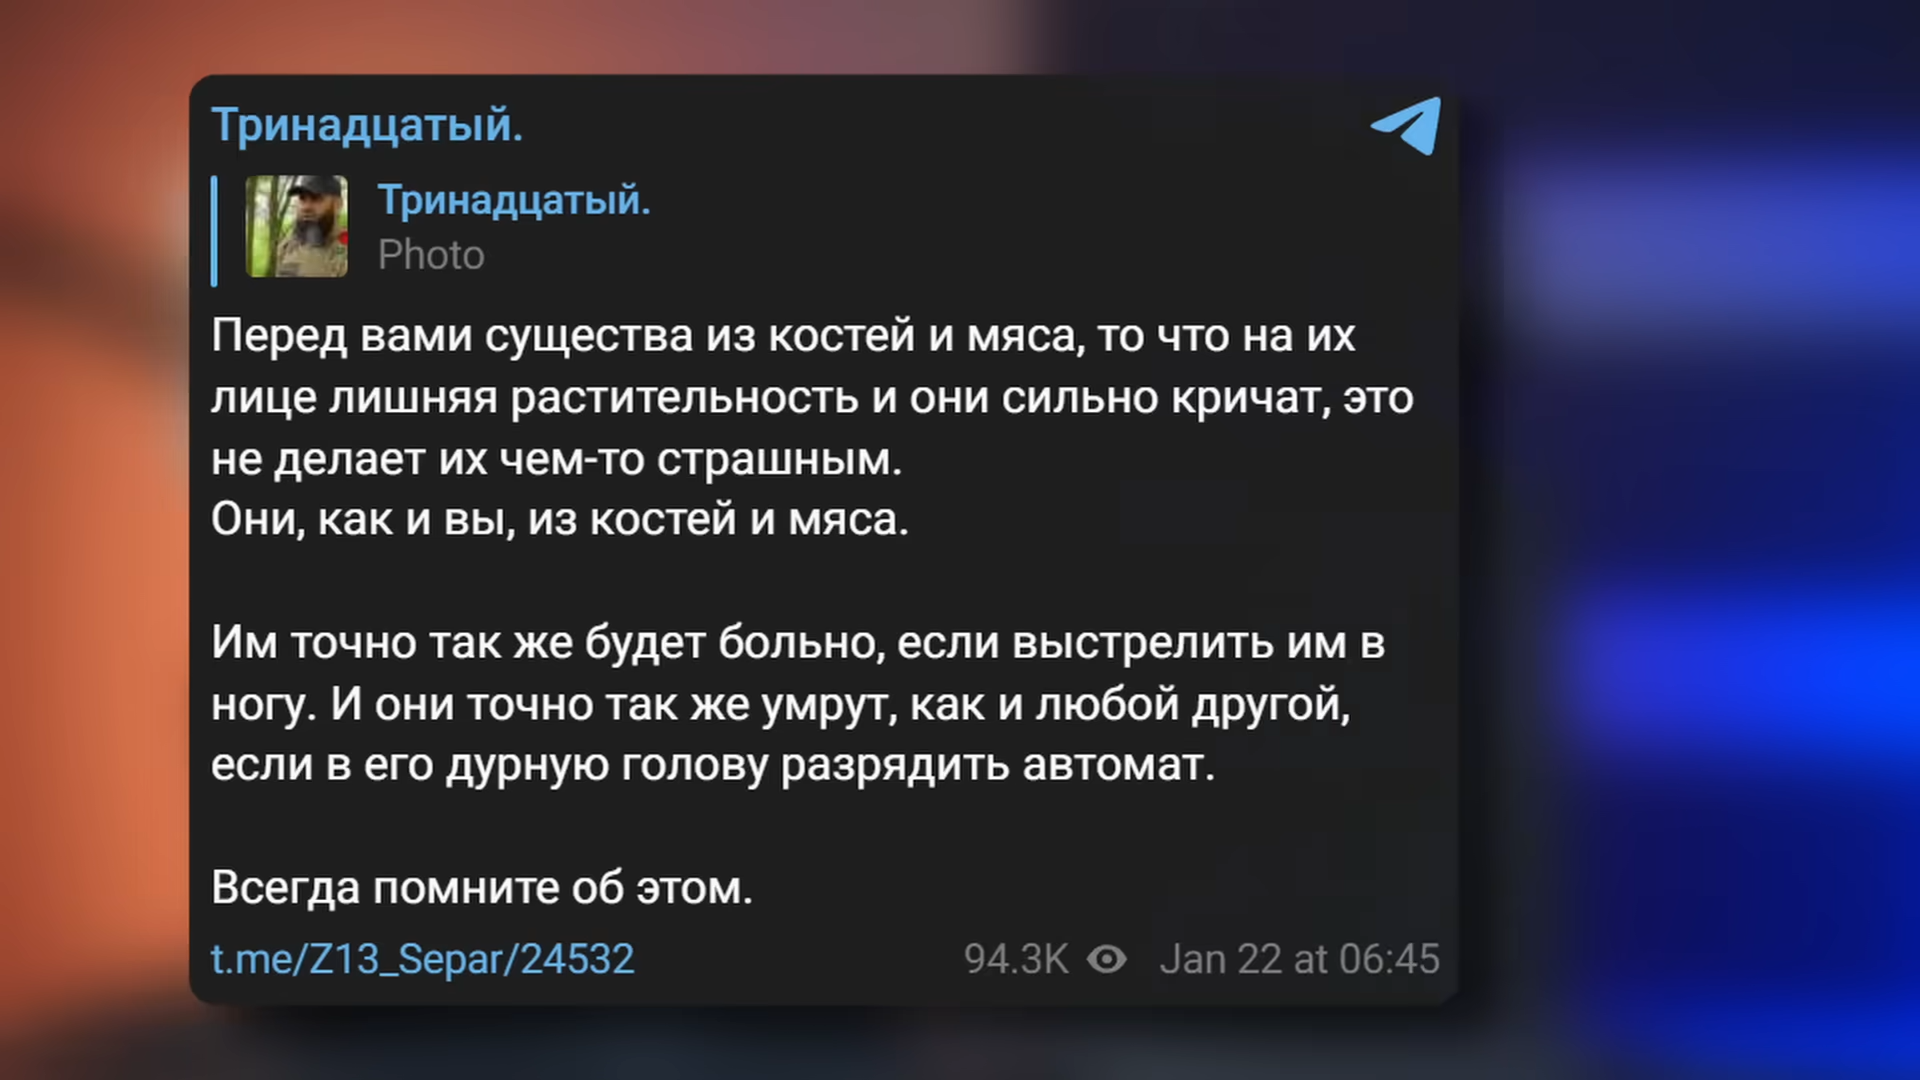 Тринадцатый.
Тринадцатый.
Photo
Перед вами существа из костей и мяса, то что на их
лице лишняя растительность и они сильно кричат, это
не делает их чем-то страшным.
Они, как и вы, из костей и мяса.
Им точно так же будет больно, если выстрелить им в
ногу. И они точно так же умрут, как и любой другой,
если в его дурную голову разрядить автомат.
Всегда помните об этом.
t.me/Z13_Separ/24532 94.3K Jan 22 at 06:45